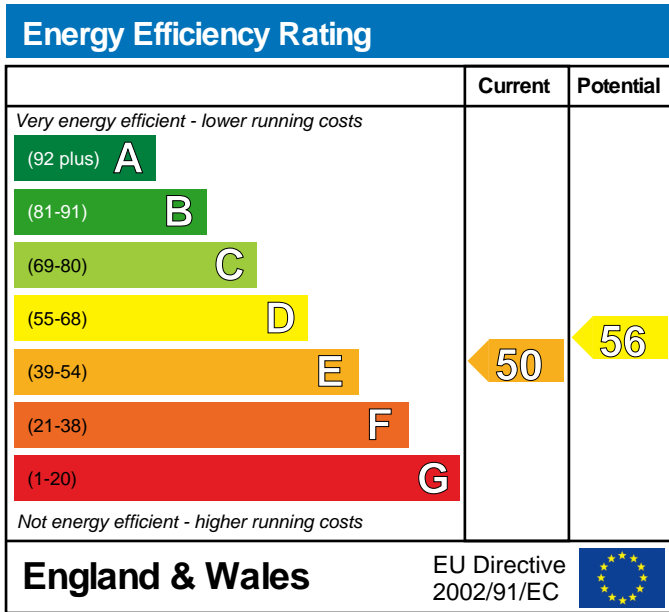 Energy Efficiency Rating
Current Potential
Very energy efficient - lower running costs
(92 plus) A
(81-91) B
(69-80) C
(55-68) D
(39-54) E
(21-38) F
(1-20) G
50
56
Not energy efficient - higher running costs
England & Wales
EU Directive
2002/91/EC